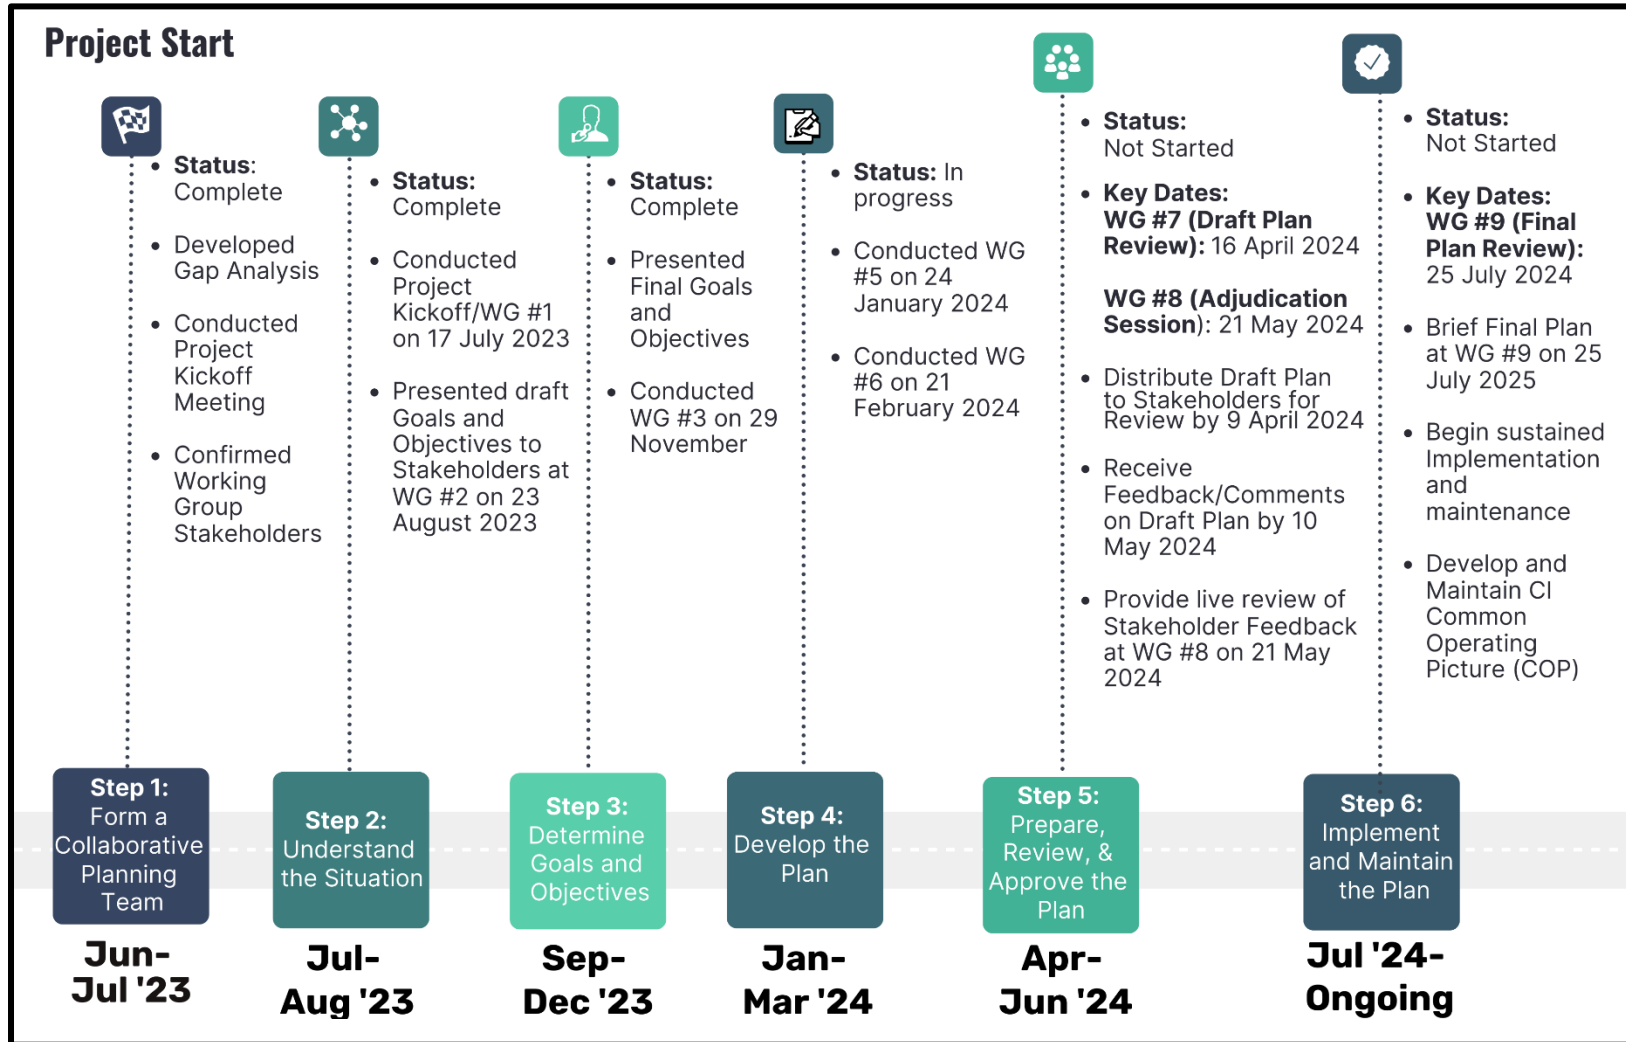 Project Start
• Status:
Complete
• Developed
Gap Analysis
• Conducted
Project
Kickoff
Meeting
• Confirmed
Working
Group
Stakeholders
• Status:
Complete
• Conducted
Project
Kickoff/WG #1
on 17 July 2023
• Presented draft
Goals and
Objectives to
Stakeholders at
WG #2 on 23
August 2023
• Status:
Complete
• Presented
Final Goals
and
Objectives
• Conducted
WG #3 on 29
November
• Status: In
progress
• Conducted WG
#5 on 24
January 2024
• Conducted WG
#6 on 21
February 2024
• Status:
Not Started
• Key Dates:
WG #7 (Draft Plan
Review): 16 April 2024
WG #8 (Adjudication
Session): 21 May 2024
• Distribute Draft Plan
to Stakeholders for
Review by 9 April 2024
• Receive
Feedback/Comments
on Draft Plan by 10
May 2024
• Provide live review of
Stakeholder Feedback
at WG #8 on 21 May
2024
• Status:
Not Started
• Key Dates:
WG #9 (Final
Plan Review):
25 July 2024
• Brief Final Plan
at WG #9 on 25
July 2025
• Begin sustained
Implementation
and
maintenance
• Develop and
Maintain CI
Common
Operating
Picture (COP)
Step 1:
Form a
Collaborative
Planning
Team
Step 2:
Understand
the Situation
Step 3:
Determine
Goals and
Objectives
Step 4:
Develop the
Plan
Step 5:
Prepare,
Review, &
Approve the
Plan
Step 6:
Implement
and Maintain
the Plan
Jun-
Jul '23
Jul-
Aug '23
Sep-
Dec '23
Jan-
Mar '24
Apr-
Jun '24
Jul '24-
Ongoing